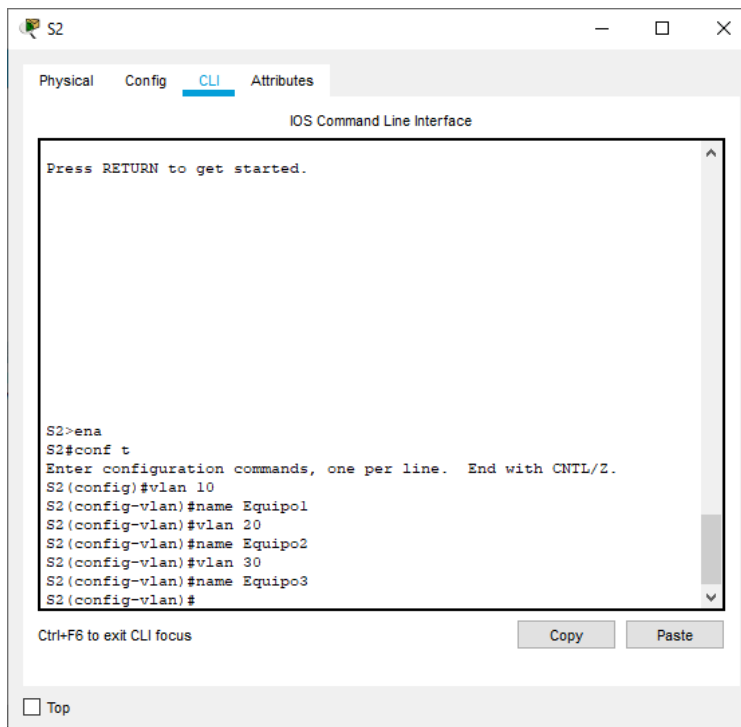 S2
Physical Config CLI Attributes
IOS Command Line Interface
Press RETURN to get started.
S2>ena
S2#conf t
Enter configuration commands, one per line.  End with CNTL/Z.
S2(config)#vlan 10
S2(config-vlan)#name Equipo1
S2(config-vlan)#vlan 20
S2(config-vlan)#name Equipo2
S2(config-vlan)#vlan 30
S2(config-vlan)#name Equipo3
S2(config-vlan)#
Ctrl+F6 to exit CLI focus
Copy Paste
Top